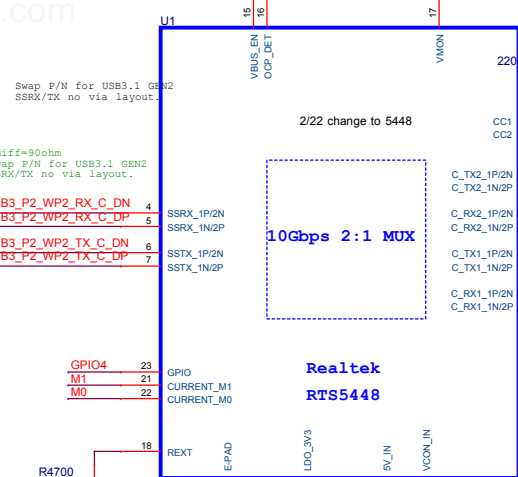 .com
U1
15
16
17
VBUS_EN
OCP_DET
VMON
220
Swap P/N for USB3.1 GEN2
SSRX/TX no via layout.
2/22 change to 5448
CC1
CC2
diff=90ohm
wap P/N for USB3.1 GEN2
SRX/TX no via layout.
C_TX2_1P/2N
C_TX2_1N/2P
B3_P2_WP2_RX_C_DN
4
SSRX_1P/2N
C_RX2_1P/2N
B3_P2_WP2_RX_C_DP
5
SSRX_1N/2P
C_RX2_1N/2P
10Gbps 2:1 MUX
B3_P2_WP2_TX_C_DN
6
SSTX_1P/2N
C_TX1_1P/2N
B3_P2_WP2_TX_C_DP
7
SSTX_1N/2P
C_TX1_1N/2P
C_RX1_1P/2N
C_RX1_1N/2P
GPIO4
23
GPIO
Realtek
M1
21
CURRENT_M1
M0
22
CURRENT_M0
RTS5448
18
REXT
E-PAD
LDO_3V3
5V_IN
VCON_IN
R4700